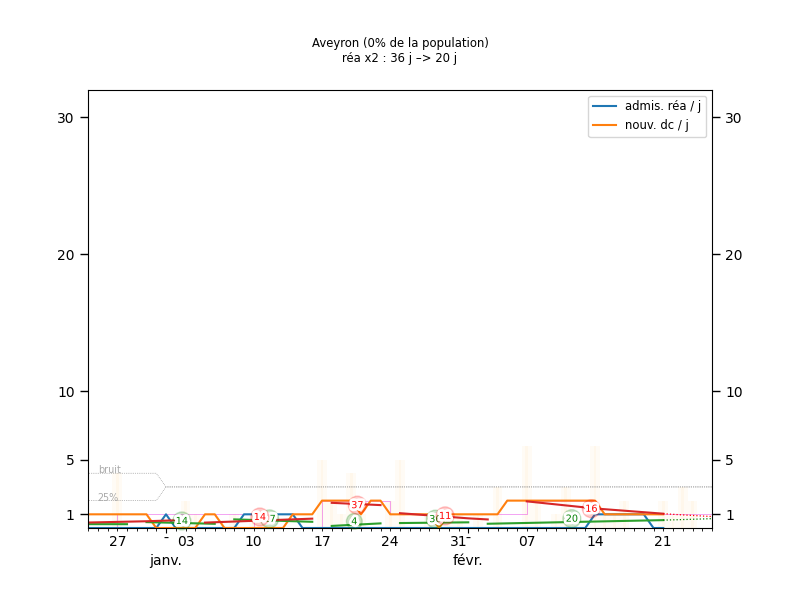 Aveyron (0% de la population)
réa x2 : 36 j –> 20 j
admis. réa / j
nouv. dc / j
30 30
20 20
10 10
5 5
1 1
bruit
25%
14 14 7 4 37 11 20 16
27 03 10 17 24 31 07 14 21
janv. févr.